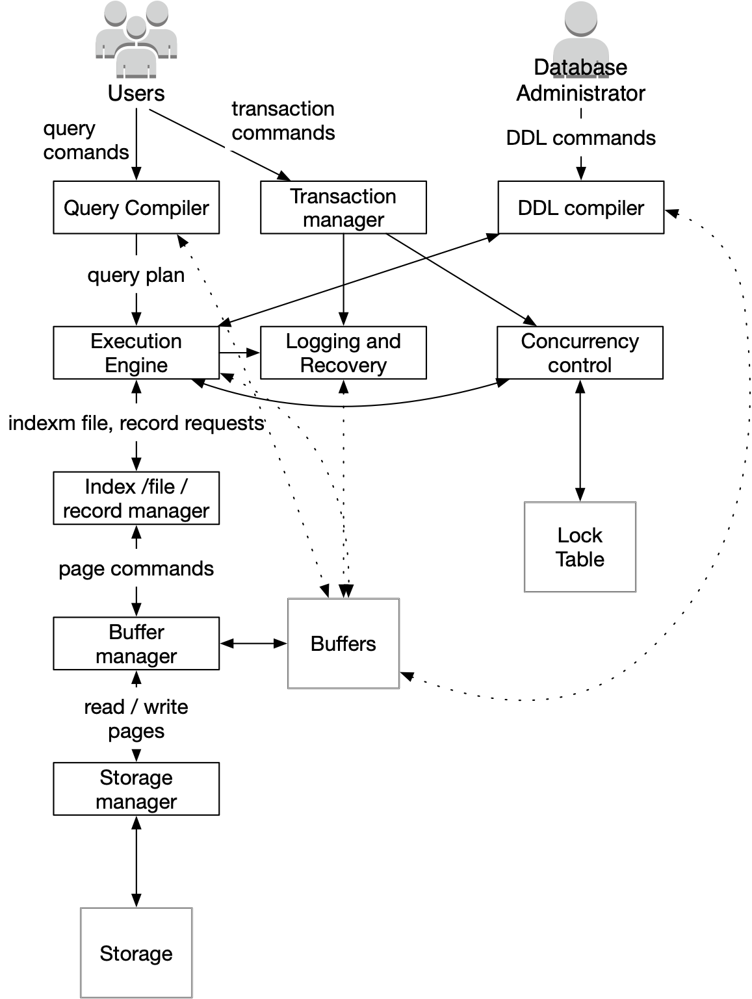 Users
Database
Administrator
transaction
commands
query
comands
DDL commands
Query Compiler
Transaction
manager
DDL compiler
query plan
Execution
Engine
Logging and
Recovery
Concurrency
control
indexm file, record requests
Index /file /
record manager
Lock
Table
page commands
Buffer
manager
Buffers
read / write
pages
Storage
manager
Storage